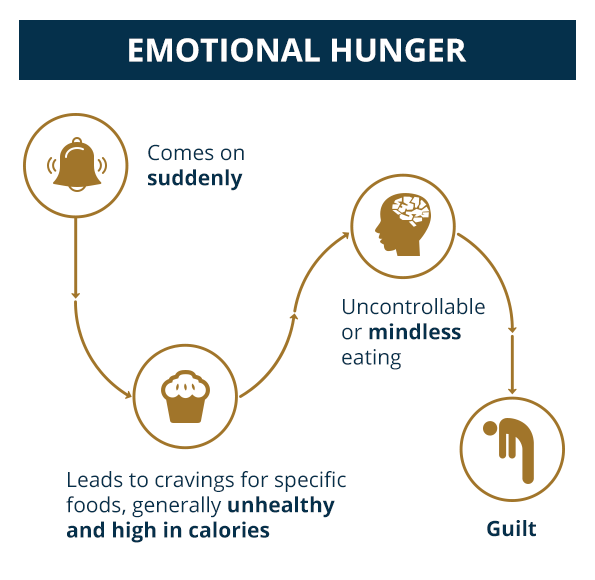 EMOTIONAL HUNGER
Comes on
suddenly
Uncontrollable
or mindless
eating
Leads to cravings for specific
foods, generally unhealthy
and high in calories
Guilt